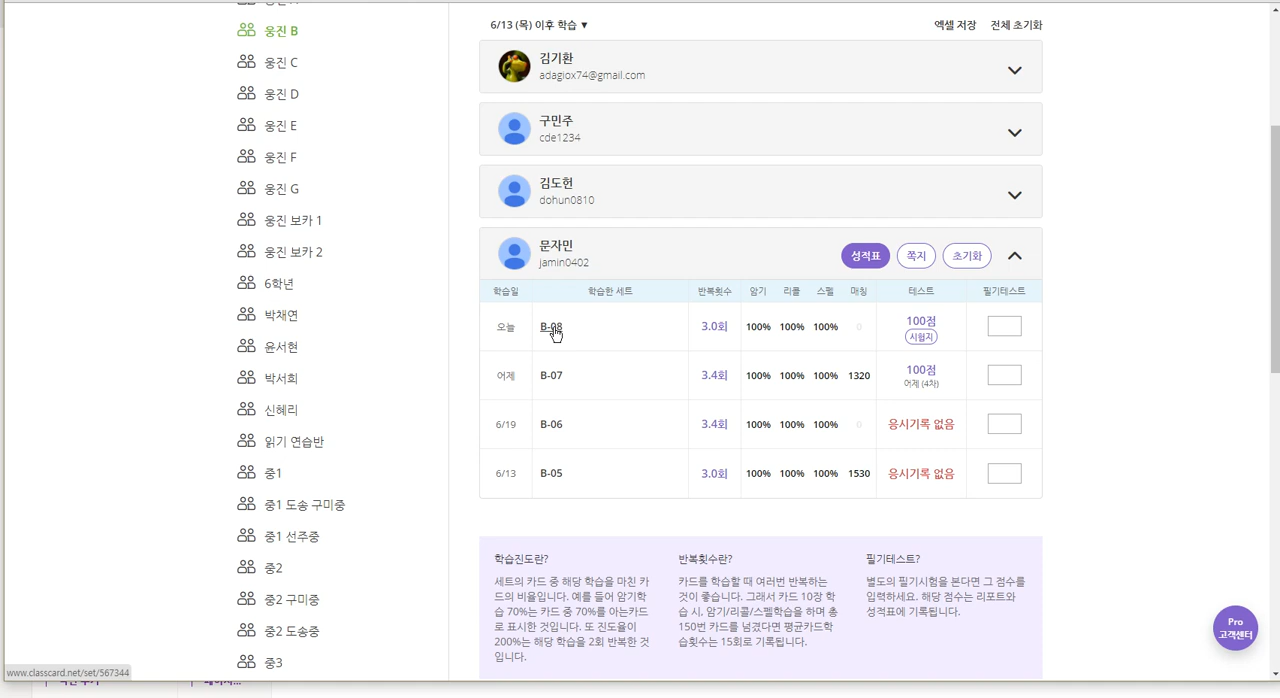 웅진 B
웅진 C
웅진 D
웅진 E
웅진 F
웅진 G
웅진 보카 1
웅진 보카 2
6학년
박채연
윤서현
박서희
신혜리
읽기 연습반
중1
중1 도송 구미중
중1 선주중
중2
중2 구미중
중2 도송중
중3
6/13 (목) 이후 학습 ▼
엑셀 저장 전체 초기화
김기환
adagiox74@gmail.com
구민주
cde1234
김도헌
dohun0810
문자민
jamin0402
성적표 쪽지 초기화
학습일 학습한 세트 반복횟수 암기 리콜 스펠 매칭 테스트 필기테스트
오늘 B-08 3.0회 100% 100% 100% 0 100점
시험지
어제 B-07 3.4회 100% 100% 100% 1320 100점
어제 (4차)
6/19 B-06 3.4회 100% 100% 100% 0 응시기록 없음
6/13 B-05 3.0회 100% 100% 100% 1530 응시기록 없음
학습진도란?
세트의 카드 중 해당 학습을 마친 카
드의 비율입니다. 예를 들어 암기학
습 70%는 카드 중 70%를 아는카드
로 표시한 것입니다. 또 진도율이
200%는 해당 학습을 2회 반복한 것
입니다.
반복횟수란?
카드를 학습할 때 여러번 반복하는
것이 좋습니다. 그래서 카드 10장 학
습 시, 암기/리콜/스펠학습을 하며 총
150번 카드를 넘겼다면 평균카드학
습횟수는 15회로 기록됩니다.
필기테스트?
별도의 필기시험을 본다면 그 점수를
입력하세요. 해당 점수는 리포트와
성적표에 기록됩니다.
Pro
고객센터
www.classcard.net/set/567344